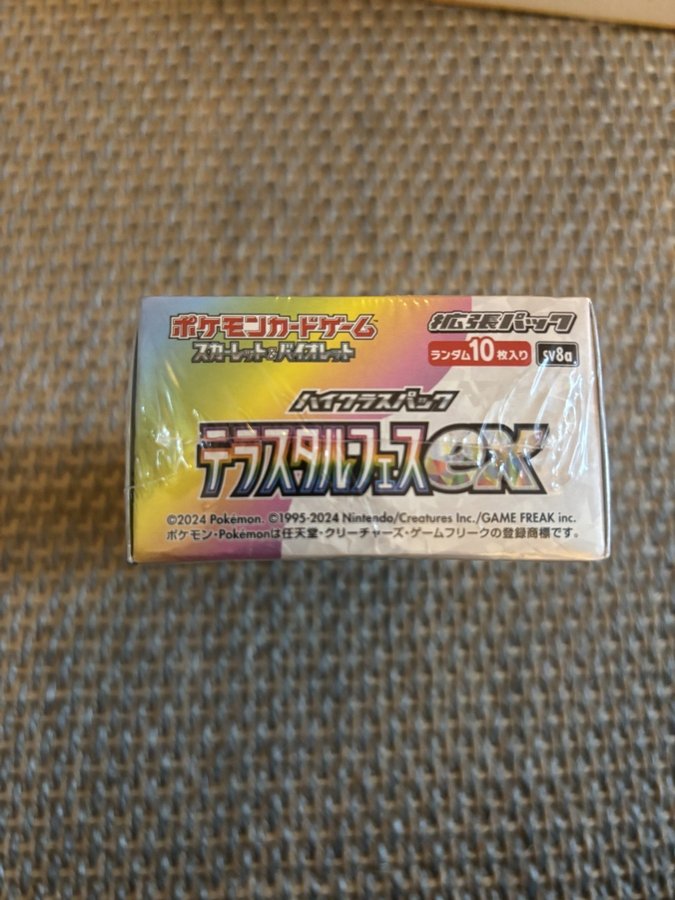 ポケモンカードゲーム
スカーレット&バイオレット
拡張パック
ランダム10枚入り sv8a
ハイクラスパック
テラスタルフェスex
©2024 Pokémon. ©1995-2024 Nintendo/Creatures Inc./GAME FREAK inc.
ポケモン・Pokémonは任天堂・クリーチャーズ・ゲームフリークの登録商標です。